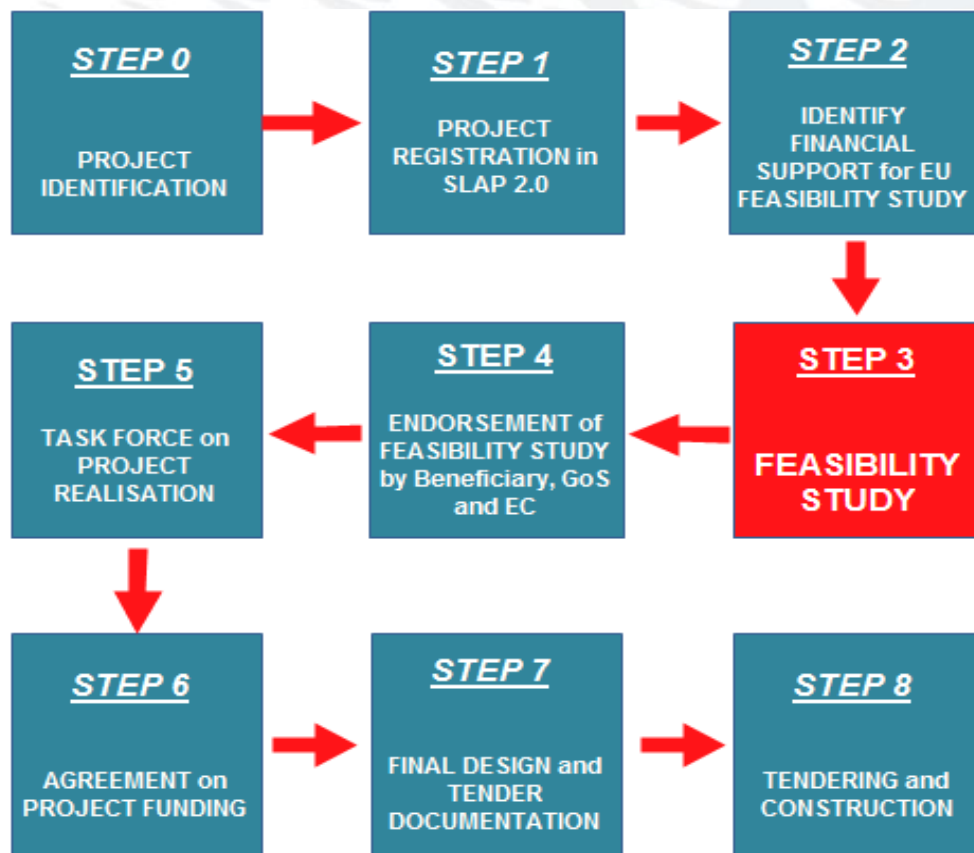 STEP 0
PROJECT
IDENTIFICATION
STEP 1
PROJECT
REGISTRATION in
SLAP 2.0
STEP 2
IDENTIFY
FINANCIAL
SUPPORT for EU
FEASIBILITY STUDY
STEP 3
FEASIBILITY
STUDY
STEP 4
ENDORSEMENT of
FEASIBILITY STUDY
by Beneficiary, GoS
and EC
STEP 5
TASK FORCE on
PROJECT
REALISATION
STEP 6
AGREEMENT on
PROJECT FUNDING
STEP 7
FINAL DESIGN and
TENDER
DOCUMENTATION
STEP 8
TENDERING and
CONSTRUCTION